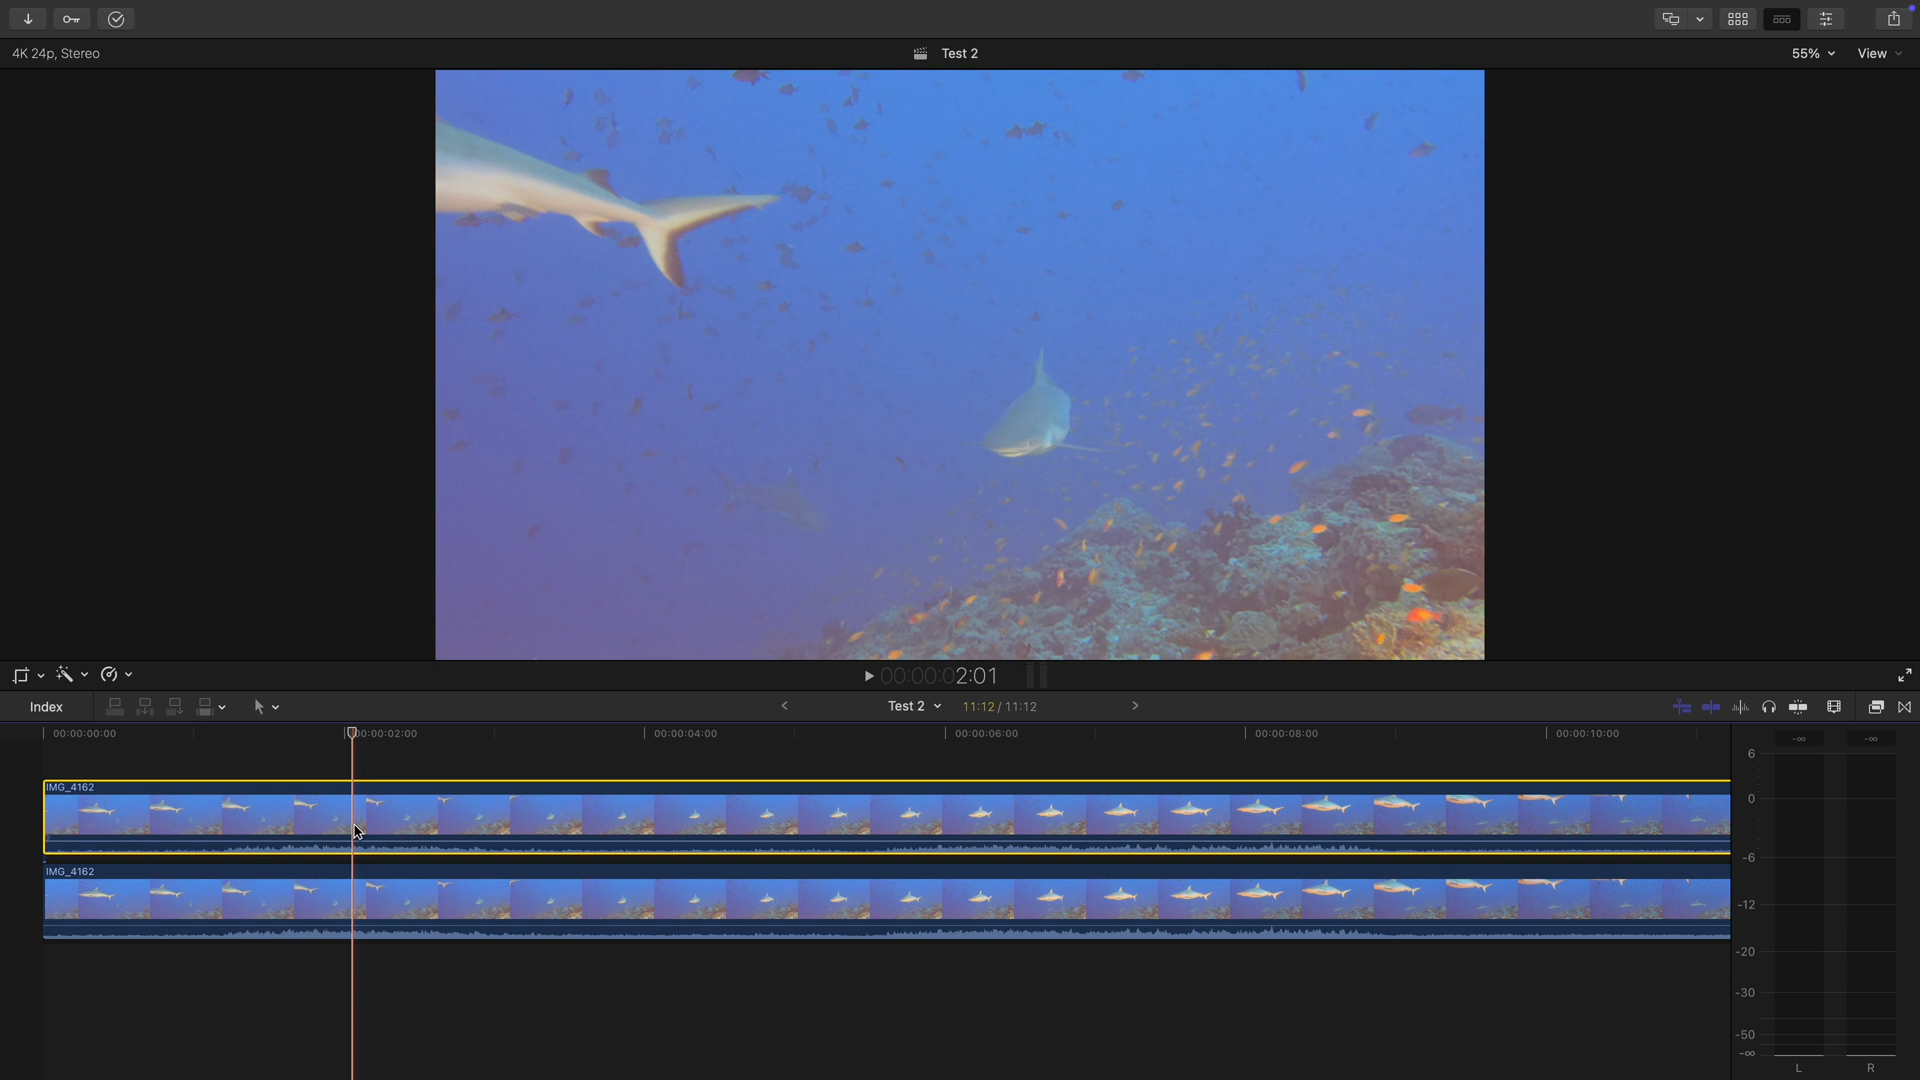 4K 24p, Stereo
Test 2
55%
View
00:00:02:01
Index
Test 2
11:12 / 11:12
00:00:00:00
00:00:02:00
00:00:04:00
00:00:06:00
00:00:08:00
00:00:10:00
IMG_4162
IMG_4162
-∞
-∞
6
0
-6
-12
-20
-30
-50
-∞
L
R